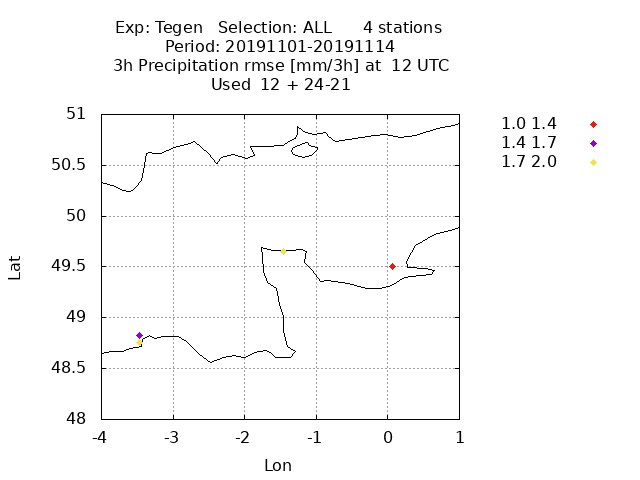 Exp: Tegen   Selection: ALL      4 stations
Period: 20191101-20191114
3h Precipitation rmse [mm/3h] at  12 UTC
Used  12 + 24-21
1.0 1.4
1.4 1.7
1.7 2.0
51
50.5
50
49.5
49
48.5
48
Lat
-4 -3 -2 -1 0 1
Lon